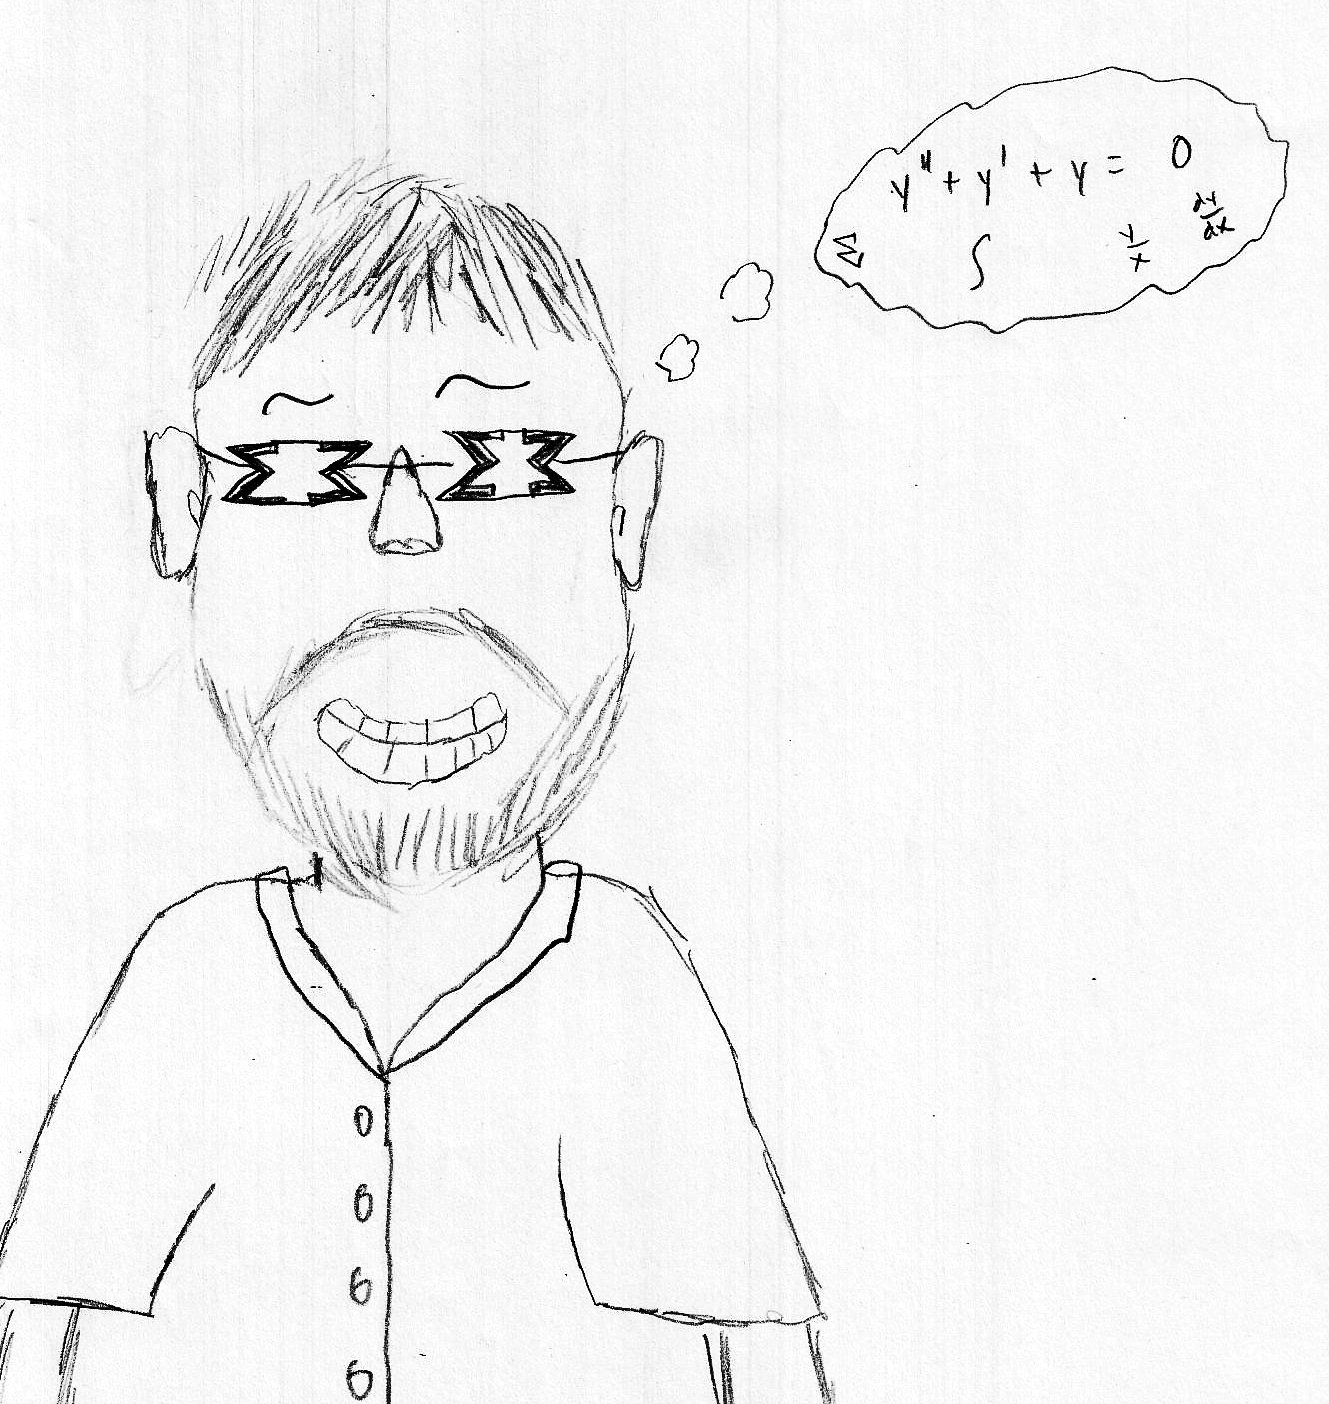 y" + y' + y = 0
Σ ∫ y/x dy/dx